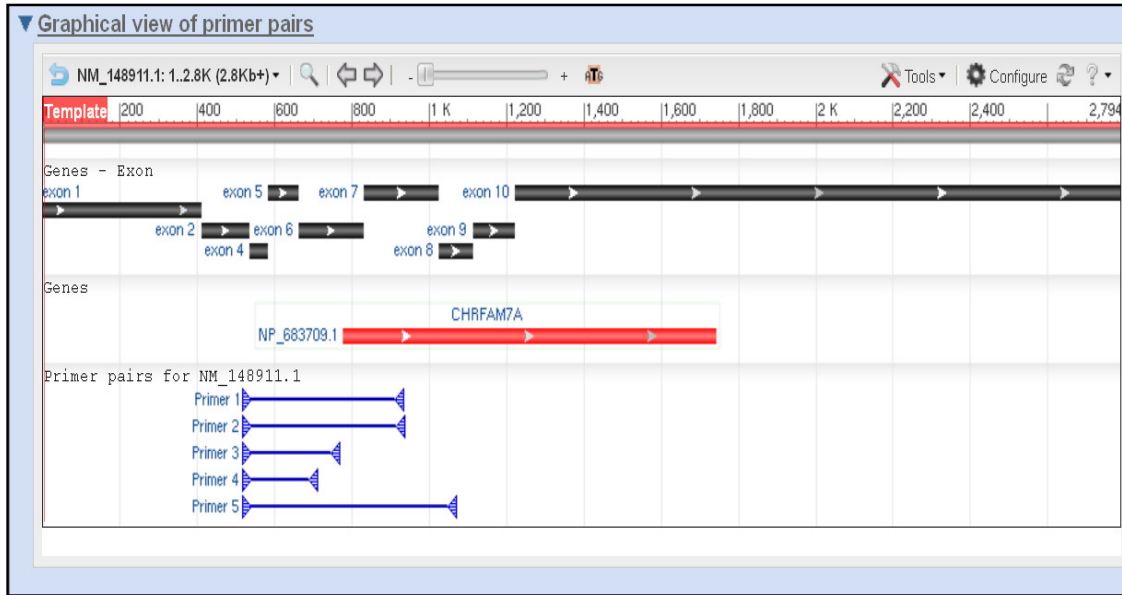 Graphical view of primer pairs
NM_148911.1: 1..2.8K (2.8Kb+) - + ATG Tools Configure ?
Template |200 |400 |600 |800 |1 K |1,200 |1,400 |1,600 |1,800 |2 K |2,200 |2,400 | 2,794
Genes - Exon
exon 1 exon 5 exon 7 exon 10
exon 2 exon 6 exon 9
exon 4 exon 8
Genes
CHRFAM7A
NP_683709.1
Primer pairs for NM_148911.1
Primer 1
Primer 2
Primer 3
Primer 4
Primer 5